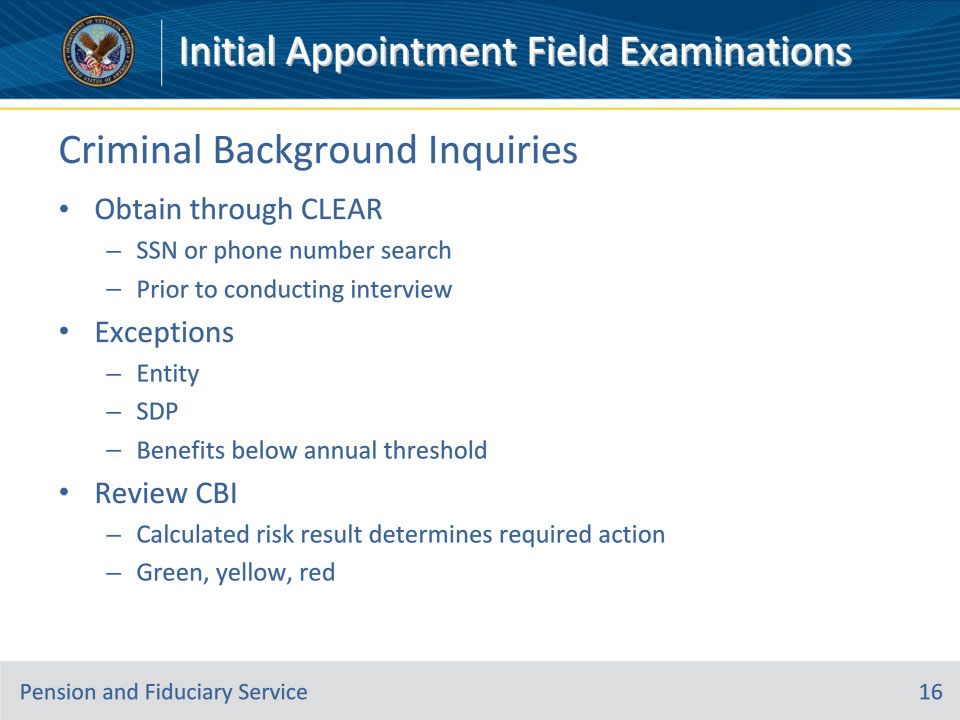 Initial Appointment Field Examinations
Criminal Background Inquiries
• Obtain through CLEAR
– SSN or phone number search
– Prior to conducting interview
• Exceptions
– Entity
– SDP
– Benefits below annual threshold
• Review CBI
– Calculated risk result determines required action
– Green, yellow, red
Pension and Fiduciary Service
16